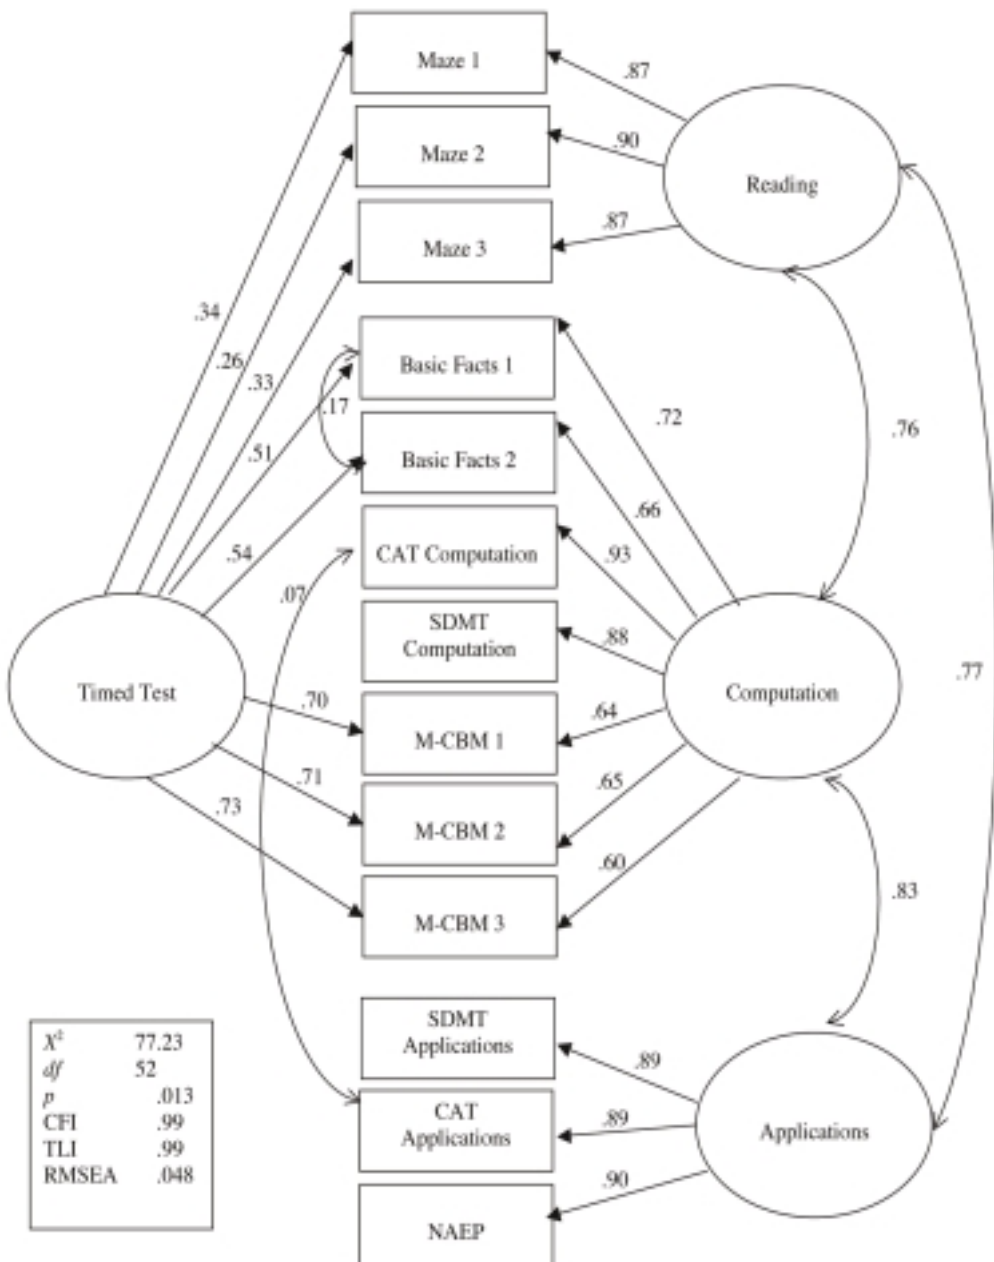 Maze 1
.87
Maze 2
.90
Reading
Maze 3
.87
.34
.26
.33
Basic Facts 1
.17
.72
.76
.51
Basic Facts 2
.66
.54
CAT Computation
.93
.07
SDMT
Computation
.88
Timed Test
Computation
.77
.70
M-CBM 1
.64
.71
M-CBM 2
.65
.73
.60
M-CBM 3
.83
SDMT
Applications
.89
CAT
Applications
.89
Applications
.90
NAEP
X² 77.23
df 52
p .013
CFI .99
TLI .99
RMSEA .048